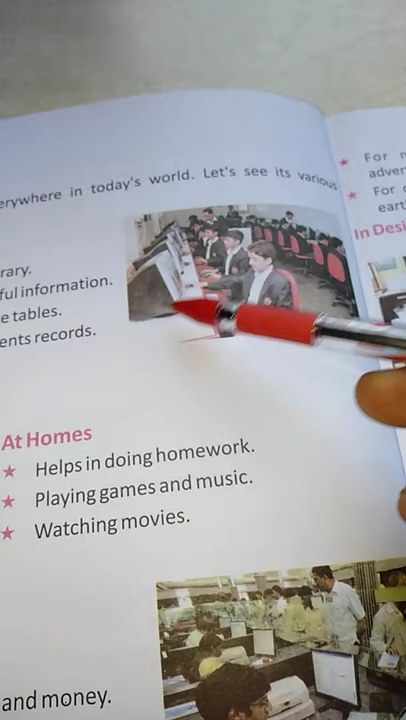 erywhere in today's world. Let's see its various
rary.
ful information.
e tables.
ents records.
At Homes
★ Helps in doing homework.
★ Playing games and music.
★ Watching movies.
and money.
★ For
adver
★ For
eart
In Desi